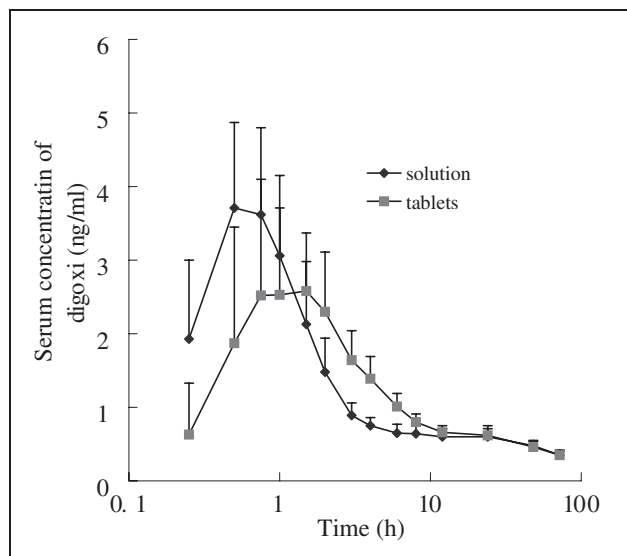 6
5
4
3
2
1
0
0. 1
1
10
100
Serum concentratin of
digoxi (ng/ml)
Time (h)
solution
tablets